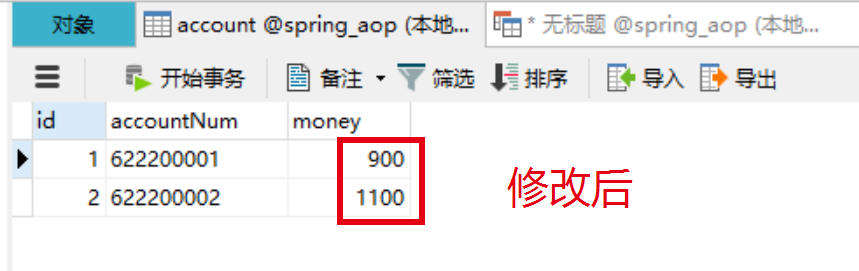 对象 account @spring_aop (本地... * 无标题 @spring_aop (本地...
开始事务 备注 筛选 排序 导入 导出
id accountNum money
1 622200001 900
2 622200002 1100
修改后